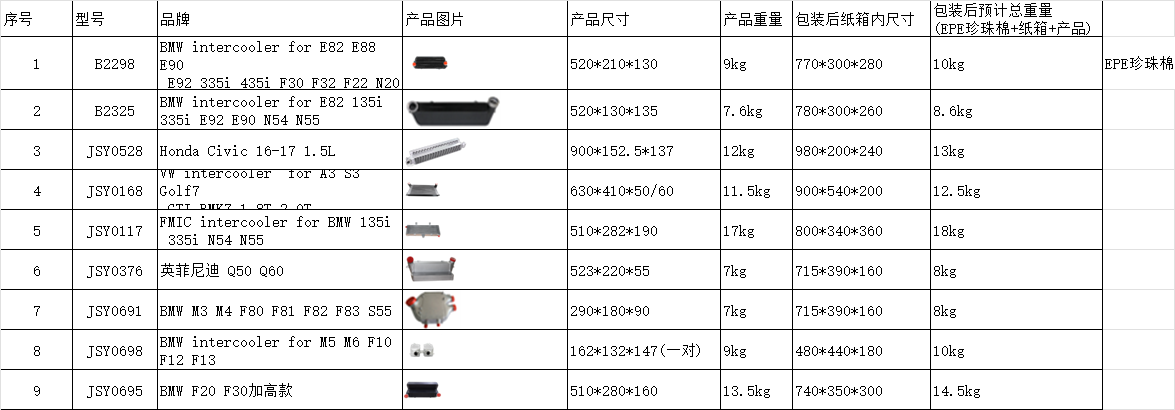 序号 型号 品牌 产品图片 产品尺寸 产品重量 包装后纸箱内尺寸 包装后预计总重量
(EPE珍珠棉+纸箱+产品)
1 B2298 BMW intercooler for E82 E88
E90
E92 335i 435i F30 F32 F22 N20 520*210*130 9kg 770*300*280 10kg EPE珍珠棉
2 B2325 BMW intercooler for E82 135i
335i E92 E90 N54 N55 520*130*135 7.6kg 780*300*260 8.6kg
3 JSY0528 Honda Civic 16-17 1.5L 900*152.5*137 12kg 980*200*240 13kg
4 JSY0168 VW intercooler for A3 S3
Golf7
GTI RMK7 1.8T 2.0T 630*410*50/60 11.5kg 900*540*200 12.5kg
5 JSY0117 FMIC intercooler for BMW 135i
335i N54 N55 510*282*190 17kg 800*340*360 18kg
6 JSY0376 英菲尼迪 Q50 Q60 523*220*55 7kg 715*390*160 8kg
7 JSY0691 BMW M3 M4 F80 F81 F82 F83 S55 290*180*90 7kg 715*390*160 8kg
8 JSY0698 BMW intercooler for M5 M6 F10
F12 F13 162*132*147(一对) 9kg 480*440*180 10kg
9 JSY0695 BMW F20 F30加高款 510*280*160 13.5kg 740*350*300 14.5kg